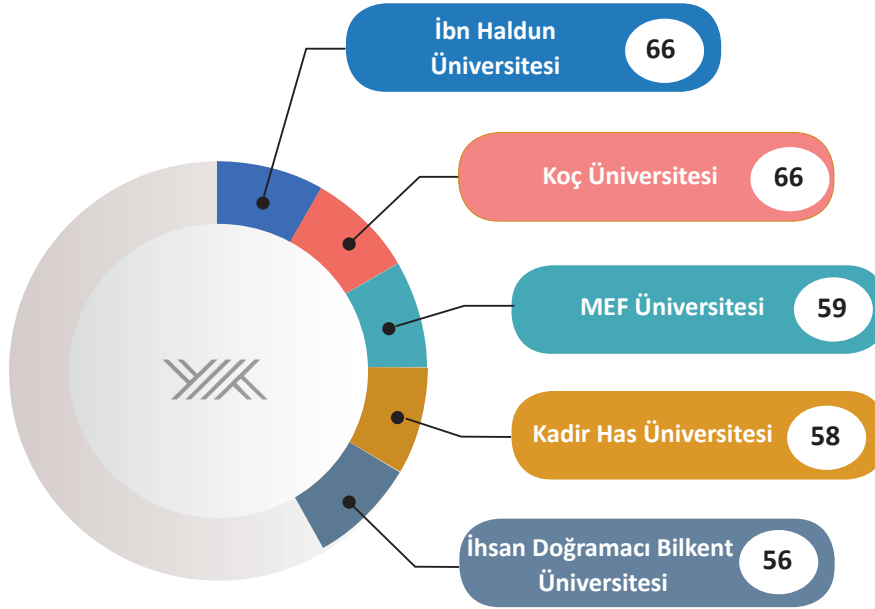 İbn Haldun
Üniversitesi
66
Koç Üniversitesi
66
MEF Üniversitesi
59
Kadir Has Üniversitesi
58
İhsan Doğramacı Bilkent
Üniversitesi
56